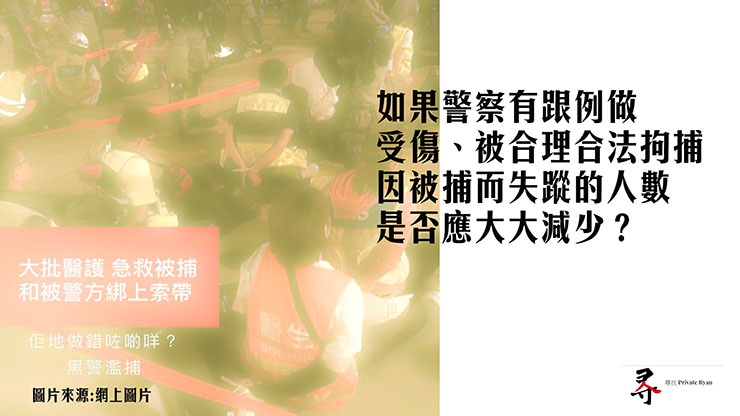 如果警察有跟例做
受傷、被合理合法拘捕
因被捕而失蹤的人數
是否應大大減少？
EMT
大批醫護 急救被捕
和被警方綁上索帶
佢地做錯咗啲咩？
黑警濫捕
圖片來源:網上圖片
尋
尋找 Private Ryan